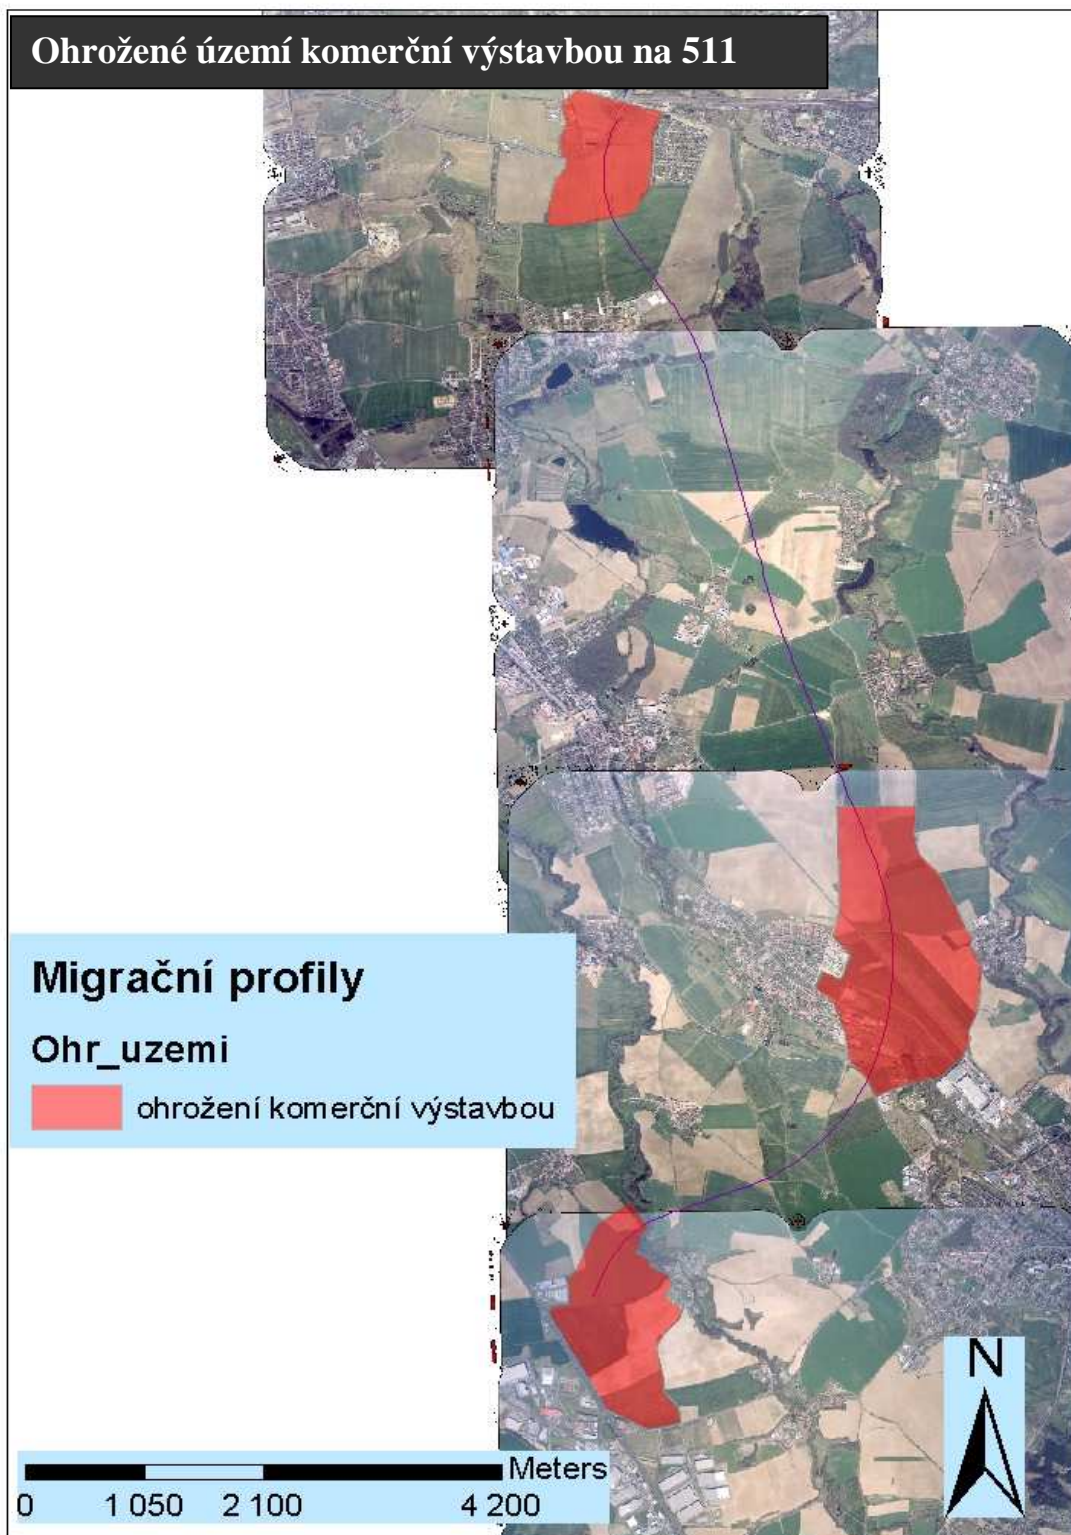 Ohrožené území komerční výstavbou na 511
Migrační profily
Ohr_uzemi
ohrožení komerční výstavbou
N
Meters
0 1 050 2 100 4 200